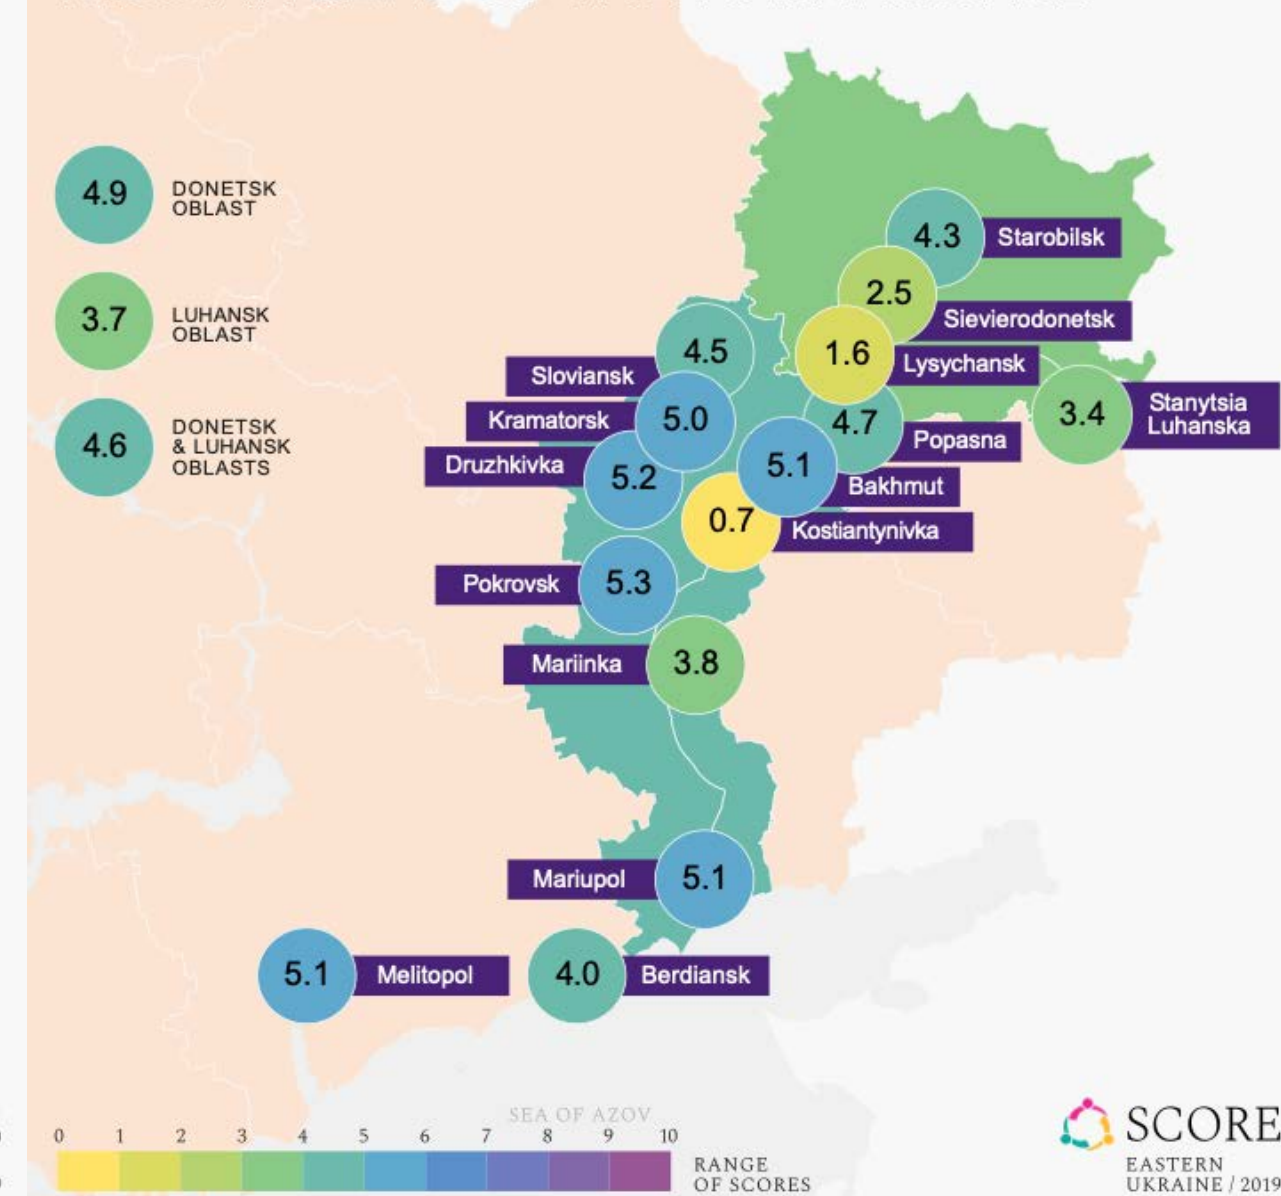 4.9
DONETSK
OBLAST
3.7
LUHANSK
OBLAST
4.6
DONETSK
& LUHANSK
OBLASTS
4.3
Starobilsk
2.5
Sievierodonetsk
1.6
Lysychansk
3.4
Stanytsia
Luhanska
Sloviansk
4.5
Kramatorsk
5.0
4.7
Popasna
Druzhkivka
5.2
5.1
Bakhmut
0.7
Kostiantynivka
Pokrovsk
5.3
Mariinka
3.8
Mariupol
5.1
5.1
Melitopol
4.0
Berdiansk
SEA OF AZOV
0 1 2 3 4 5 6 7 8 9 10
RANGE
OF SCORES
SCORE
EASTERN
UKRAINE / 2019